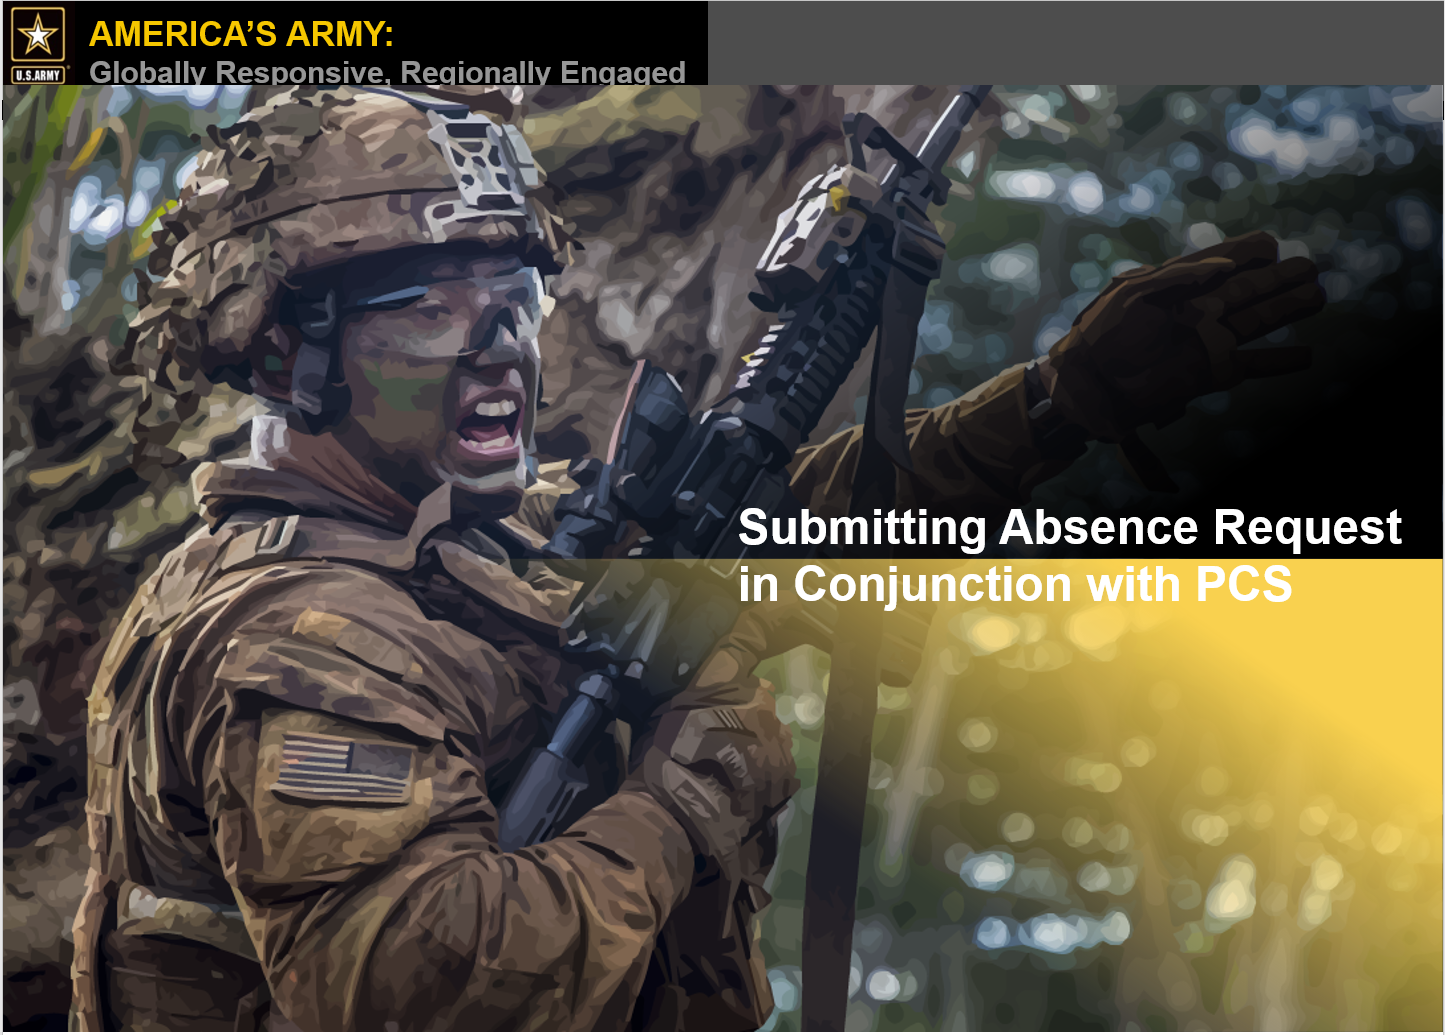 AMERICA'S ARMY:
Globally Responsive, Regionally Engaged
U.S.ARMY
Submitting Absence Request
in Conjunction with PCS